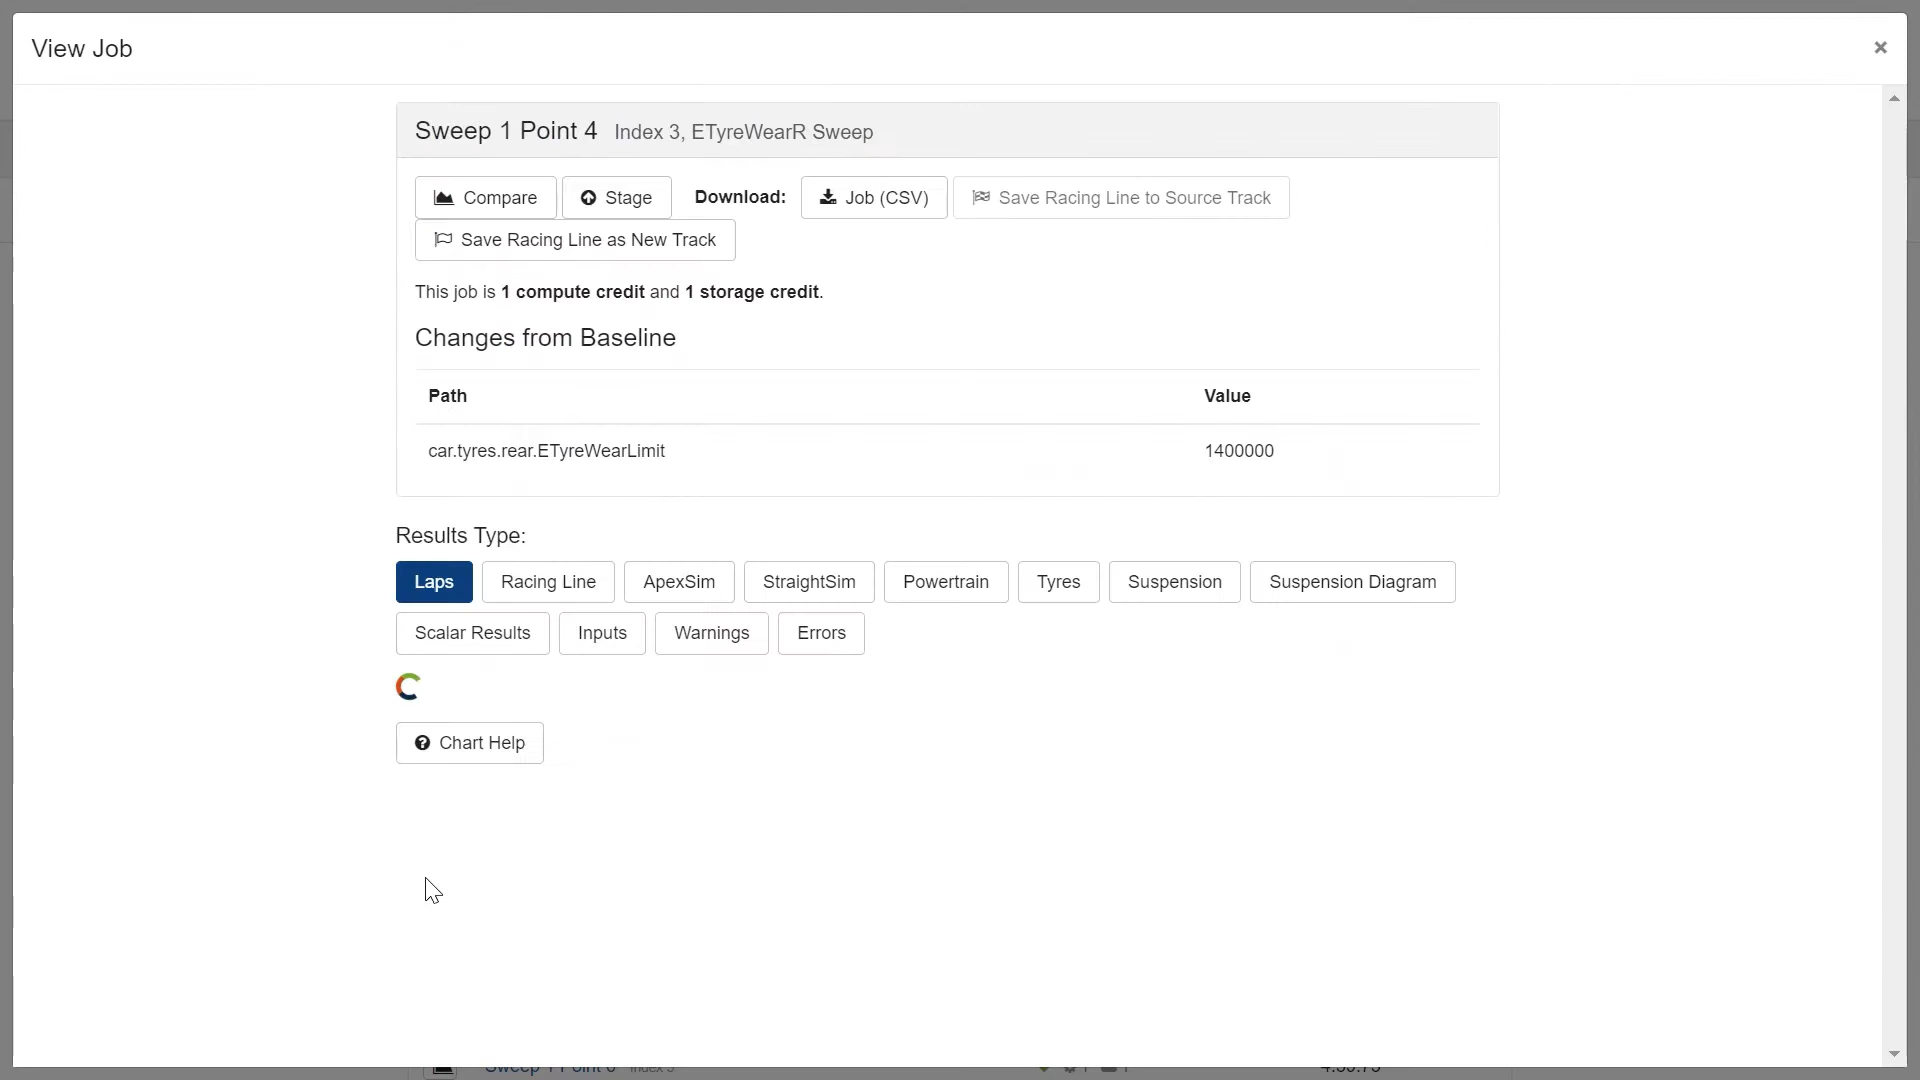 View Job
×
Sweep 1 Point 4 Index 3, ETyreWearR Sweep
Compare Stage Download: Job (CSV) Save Racing Line to Source Track
Save Racing Line as New Track
This job is 1 compute credit and 1 storage credit.
Changes from Baseline
Path Value
car.tyres.rear.ETyreWearLimit 1400000
Results Type:
Laps Racing Line ApexSim StraightSim Powertrain Tyres Suspension Suspension Diagram
Scalar Results Inputs Warnings Errors
Chart Help